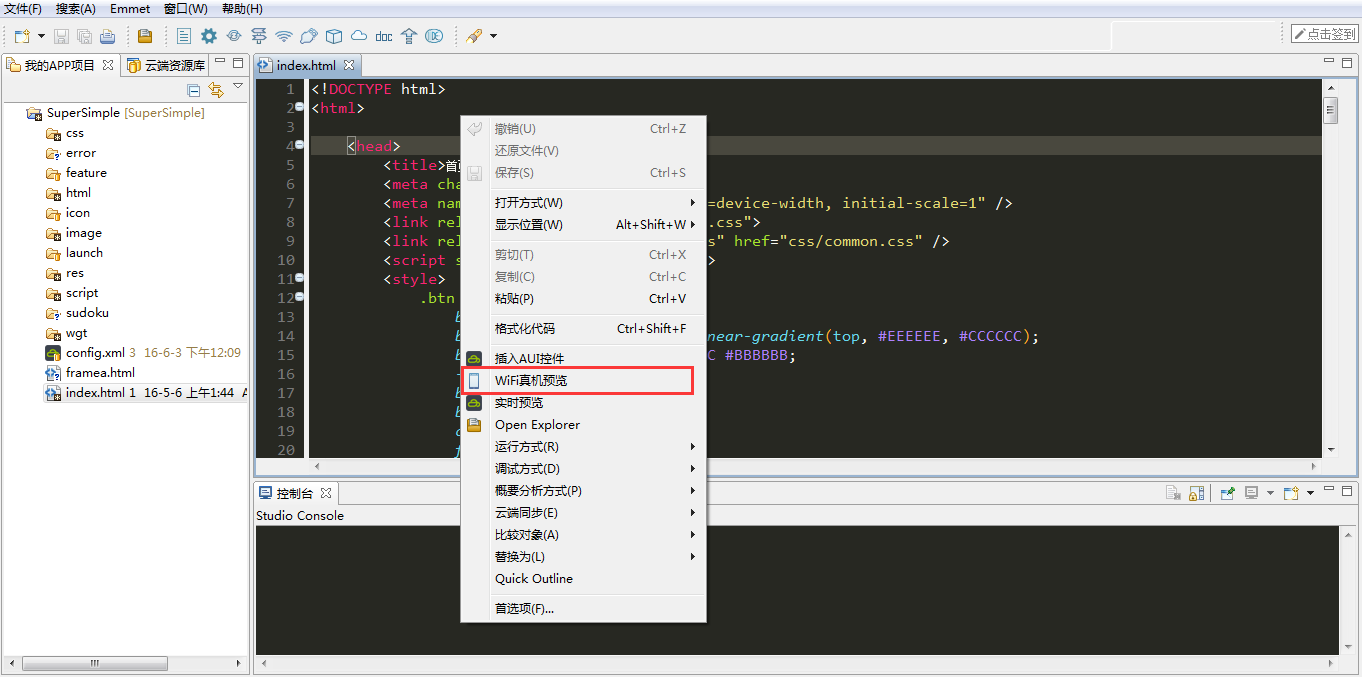 文件(F) 搜索(A) Emmet 窗口(W) 帮助(H)
doc 点击签到
我的APP项目 云端资源库 index.html
SuperSimple [SuperSimple]
css
error
feature
html
icon
image
launch
res
script
sudoku
wgt
config.xml 3 16-6-3 下午12:09
framea.html
index.html 1 16-5-6 上午1:44 A
1 <!DOCTYPE html>
2 <html>
3
4 <head>
5 <title>首
6 <meta cha
7 <meta nam =device-width, initial-scale=1" />
8 <link rel .css">
9 <link rel s" href="css/common.css" />
10 <script s >
11 <style>
12 .btn
13 b
14 b near-gradient(top, #EEEEEE, #CCCCCC);
15 b C #BBBBBB;
16
17 b
18 b
19 c
20 f
撤销(U) Ctrl+Z
还原文件(V)
保存(S) Ctrl+S
打开方式(W)
显示位置(W) Alt+Shift+W
剪切(T) Ctrl+X
复制(C) Ctrl+C
粘贴(P) Ctrl+V
格式化代码 Ctrl+Shift+F
插入AUI控件
WiFi真机预览
实时预览
Open Explorer
运行方式(R)
调试方式(D)
概要分析方式(P)
云端同步(E)
比较对象(A)
替换为(L)
Quick Outline
首选项(F)...
控制台
Studio Console